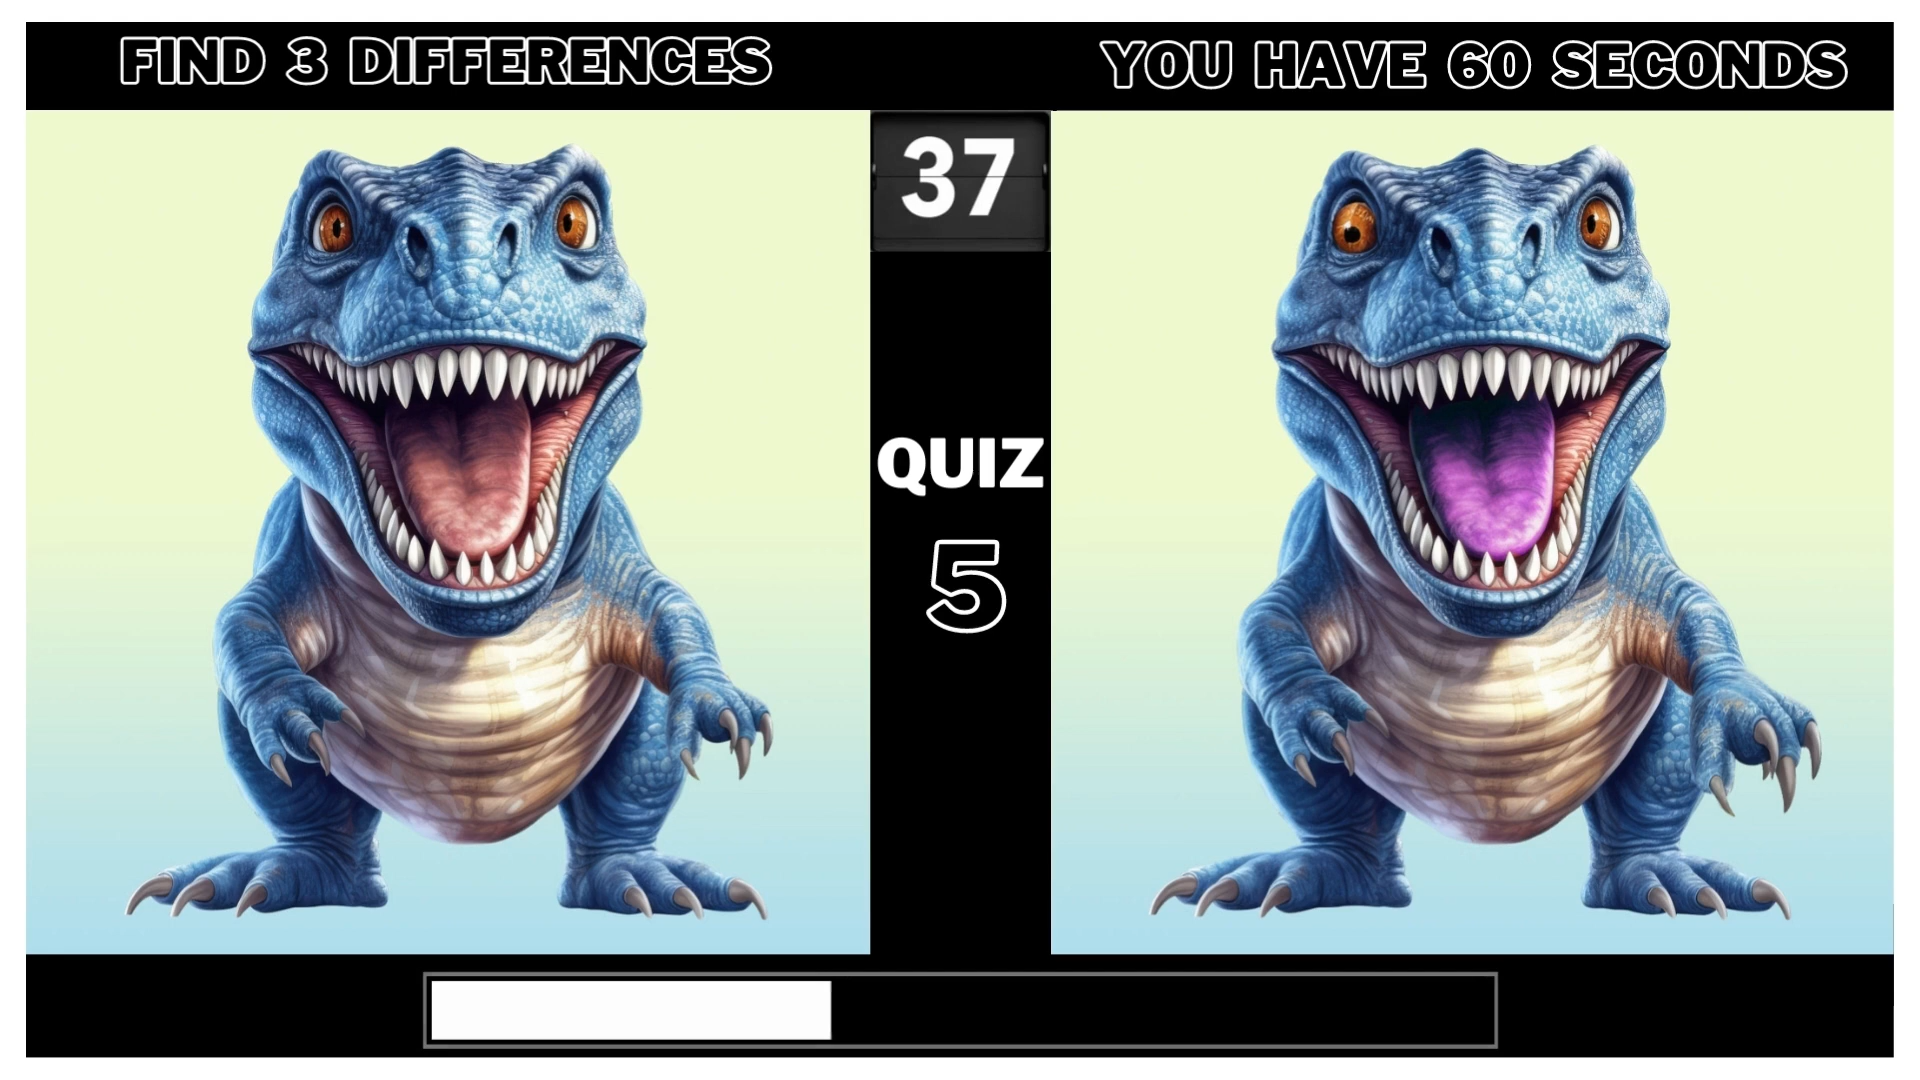 FIND 3 DIFFERENCES
YOU HAVE 60 SECONDS
37
QUIZ
5